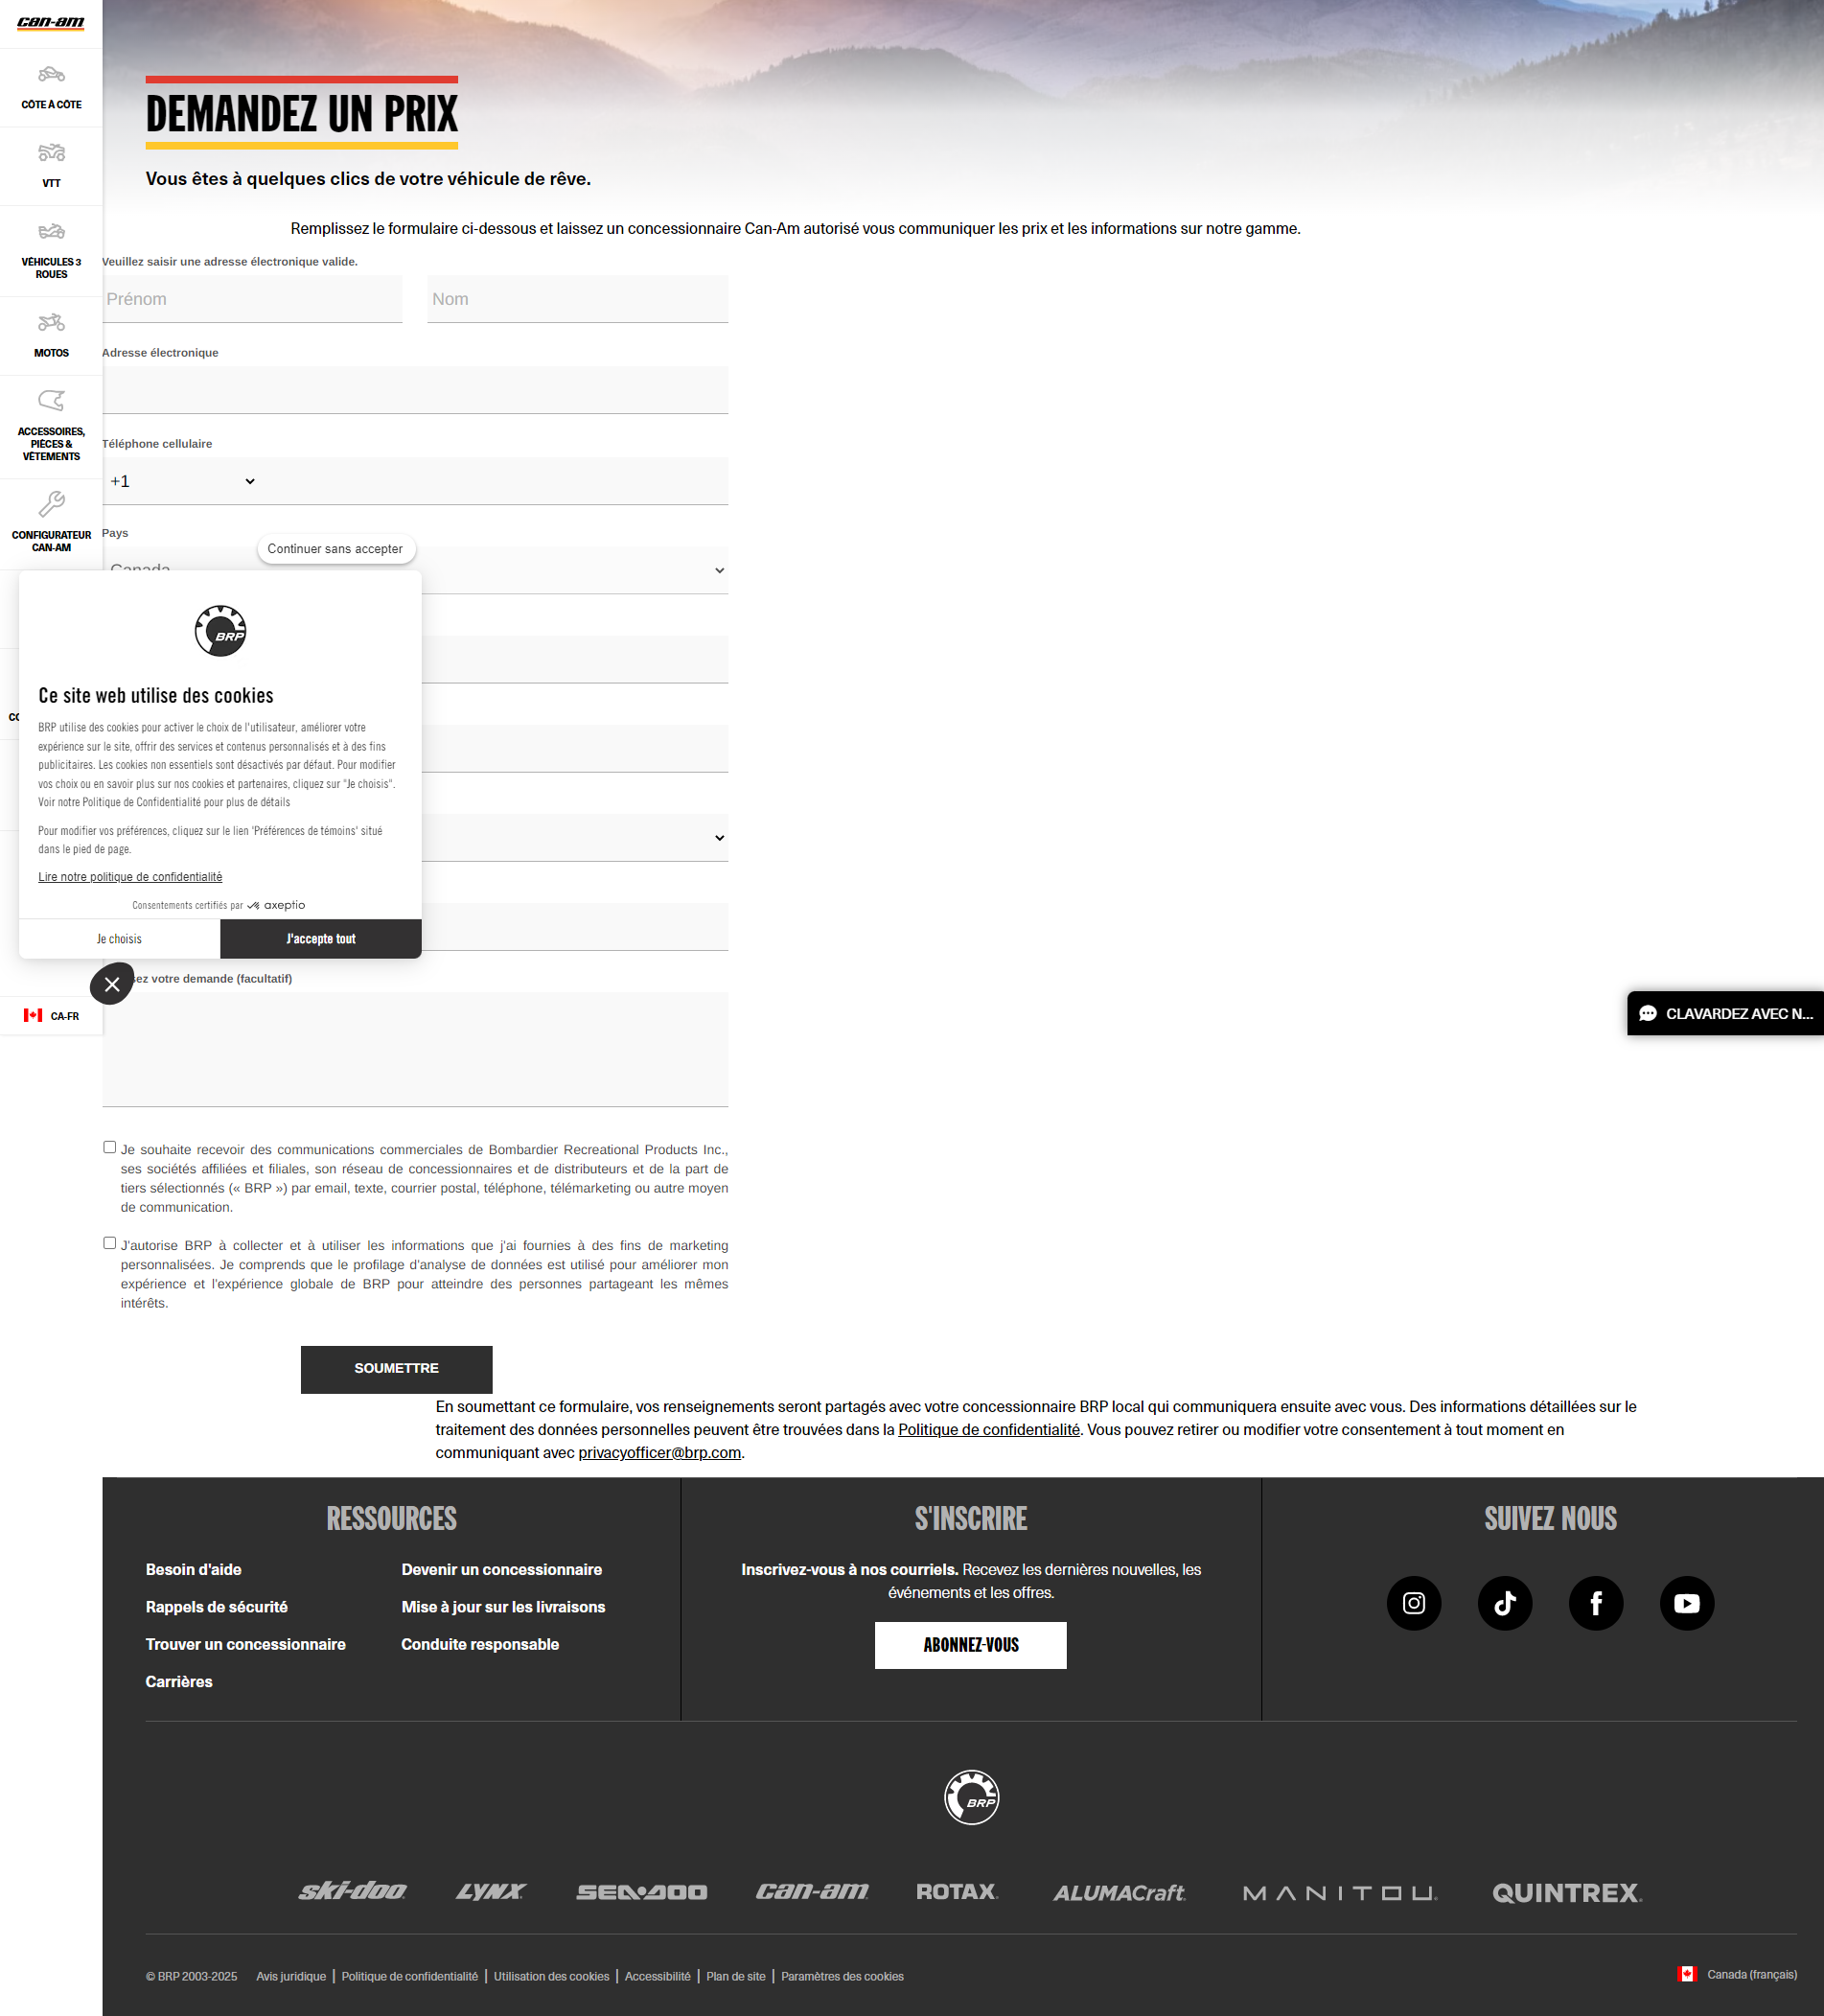 can-am
CÔTE À CÔTE
VTT
VÉHICULES 3
ROUES
MOTOS
ACCESSOIRES,
PIÈCES &
VÊTEMENTS
CONFIGURATEUR
CAN-AM
CA-FR
DEMANDEZ UN PRIX
Vous êtes à quelques clics de votre véhicule de rêve.
Remplissez le formulaire ci-dessous et laissez un concessionnaire Can-Am autorisé vous communiquer les prix et les informations sur notre gamme.
Veuillez saisir une adresse électronique valide.
Prénom
Nom
Adresse électronique
Téléphone cellulaire
+1
Pays
Canada
Continuer sans accepter
BRP
Ce site web utilise des cookies
BRP utilise des cookies pour activer le choix de l'utilisateur, améliorer votre
expérience sur le site, offrir des services et contenus personnalisés et à des fins
publicitaires. Les cookies non essentiels sont désactivés par défaut. Pour modifier
vos choix ou en savoir plus sur nos cookies et partenaires, cliquez sur "Je choisis".
Voir notre Politique de Confidentialité pour plus de détails
Pour modifier vos préférences, cliquez sur le lien 'Préférences de témoins' situé
dans le pied de page.
Lire notre politique de confidentialité
Consentements certifiés par axeptio
Je choisis
J'accepte tout
votre demande (facultatif)
CLAVARDEZ AVEC N...
Je souhaite recevoir des communications commerciales de Bombardier Recreational Products Inc.,
ses sociétés affiliées et filiales, son réseau de concessionnaires et de distributeurs et de la part de
tiers sélectionnés (« BRP ») par email, texte, courrier postal, téléphone, télémarketing ou autre moyen
de communication.
J'autorise BRP à collecter et à utiliser les informations que j'ai fournies à des fins de marketing
personnalisées. Je comprends que le profilage d'analyse de données est utilisé pour améliorer mon
expérience et l'expérience globale de BRP pour atteindre des personnes partageant les mêmes
intérêts.
SOUMETTRE
En soumettant ce formulaire, vos renseignements seront partagés avec votre concessionnaire BRP local qui communiquera ensuite avec vous. Des informations détaillées sur le
traitement des données personnelles peuvent être trouvées dans la Politique de confidentialité. Vous pouvez retirer ou modifier votre consentement à tout moment en
communiquant avec privacyofficer@brp.com.
RESSOURCES
Besoin d'aide
Rappels de sécurité
Trouver un concessionnaire
Carrières
Devenir un concessionnaire
Mise à jour sur les livraisons
Conduite responsable
S'INSCRIRE
Inscrivez-vous à nos courriels. Recevez les dernières nouvelles, les
événements et les offres.
ABONNEZ-VOUS
SUIVEZ NOUS
BRP
ski-doo LYNX SEA-DOO can-am ROTAX ALUMACraft MANITOU QUINTREX
© BRP 2003-2025 Avis juridique | Politique de confidentialité | Utilisation des cookies | Accessibilité | Plan de site | Paramètres des cookies
Canada (français)